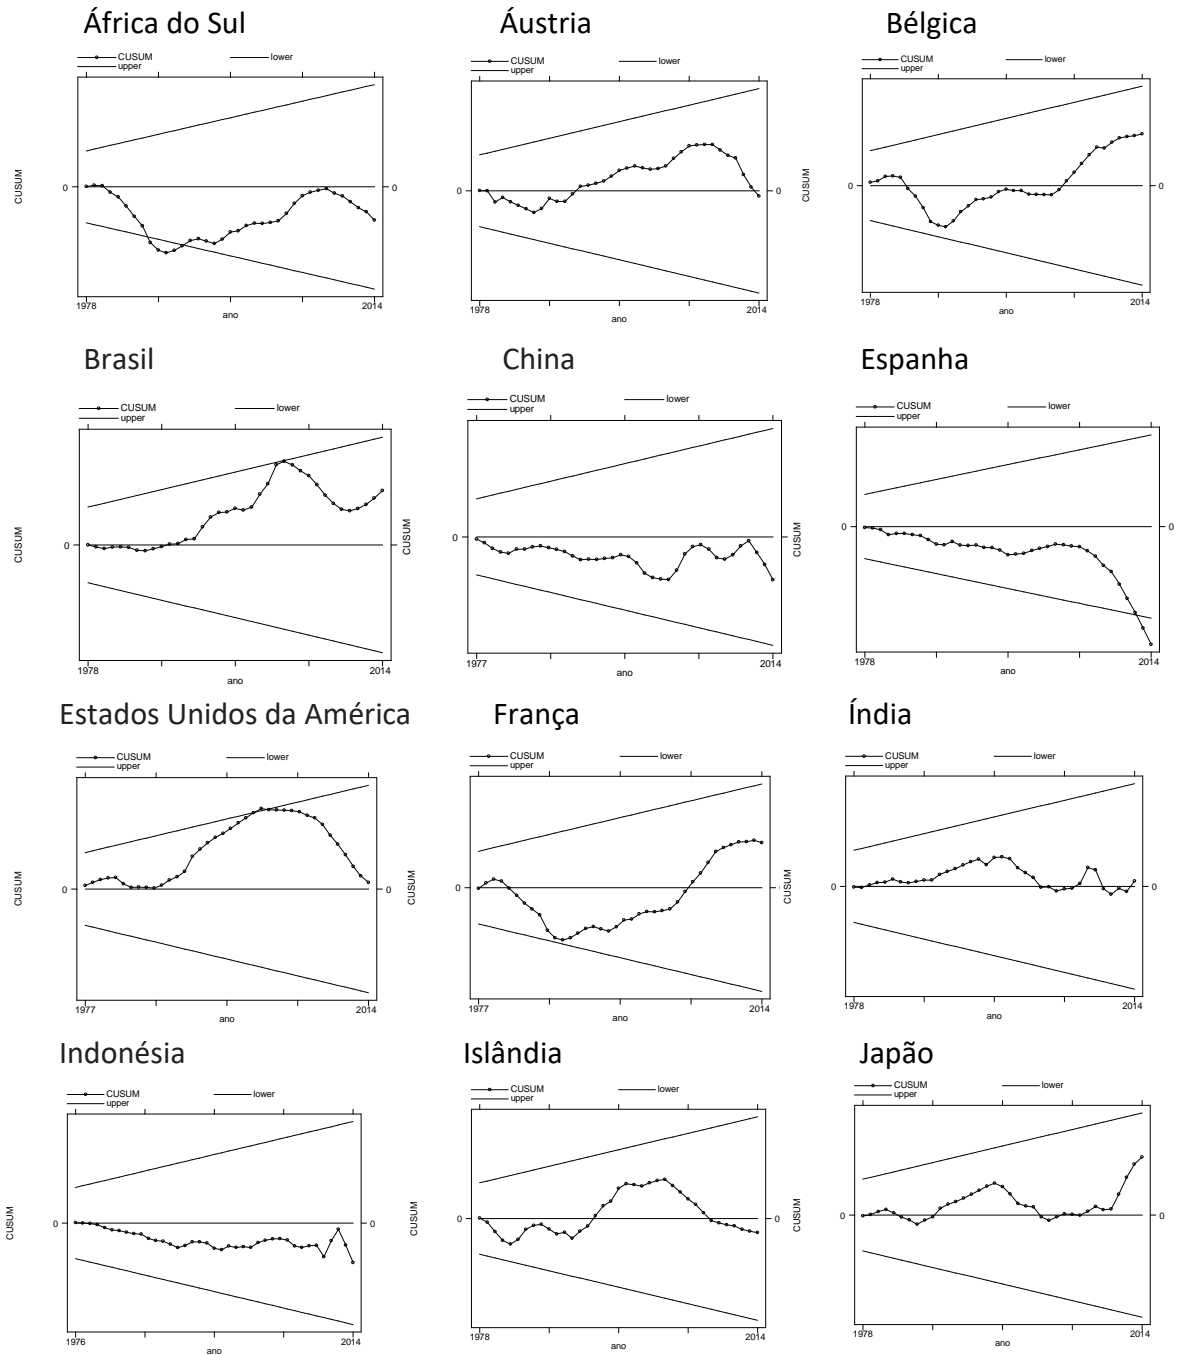 África do Sul
Áustria
Bélgica
CUSUM lower
upper
CUSUM lower
upper
CUSUM lower
upper
CUSUM
0
0
0
CUSUM
0
0
1978 2014
ano
1978 2014
ano
1978 2014
ano
Brasil
China
Espanha
CUSUM lower
upper
CUSUM lower
upper
CUSUM lower
upper
CUSUM
0
CUSUM
0
CUSUM
0
0
1978 2014
ano
1977 2014
ano
1978 2014
ano
Estados Unidos da América
França
Índia
CUSUM lower
upper
CUSUM lower
upper
CUSUM lower
upper
CUSUM
0
CUSUM
0
0
CUSUM
0
0
1977 2014
ano
1977 2014
ano
1978 2014
ano
Indonésia
Islândia
Japão
CUSUM lower
upper
CUSUM lower
upper
CUSUM lower
upper
CUSUM
0
0
CUSUM
0
CUSUM
0
0
1976 2014
ano
1978 2014
ano
1978 2014
ano